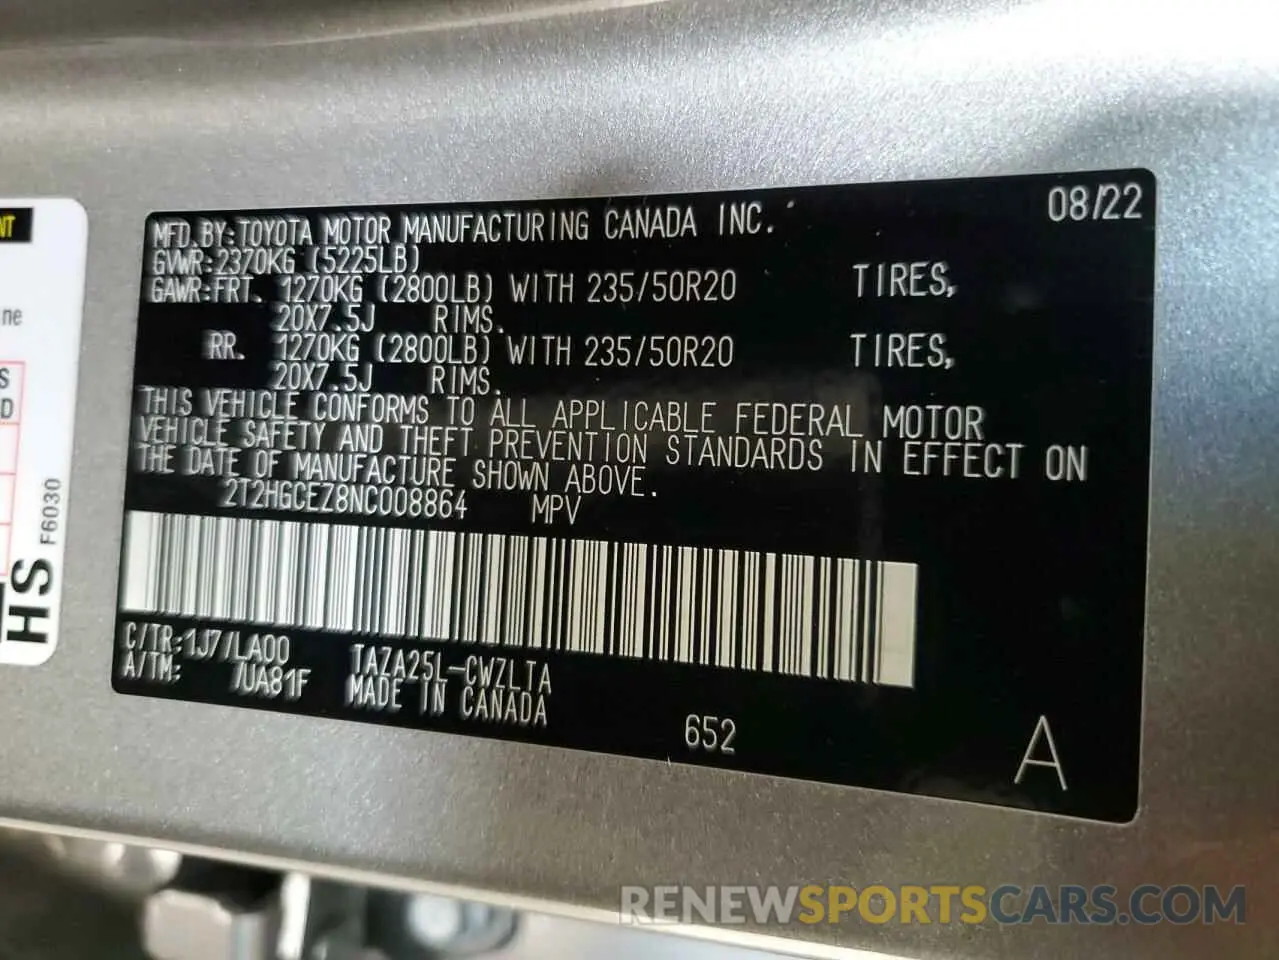 08/22
MFD.BY:TOYOTA MOTOR MANUFACTURING CANADA INC.
GVWR:2370KG (5225LB)
GAWR:FRT. 1270KG (2800LB) WITH 235/50R20 TIRES,
20X7.5J RIMS.
RR. 1270KG (2800LB) WITH 235/50R20 TIRES,
20X7.5J RIMS.
THIS VEHICLE CONFORMS TO ALL APPLICABLE FEDERAL MOTOR
VEHICLE SAFETY AND THEFT PREVENTION STANDARDS IN EFFECT ON
THE DATE OF MANUFACTURE SHOWN ABOVE.
2T2HGCEZ8NC008864 MPV
C/TR:1J7/LA00 TAZA25L-CWZLTA
A/TM: /UA81F MADE IN CANADA
652
A
NT
ne
S
D
HS
F6030
RENEWSPORTSCARS.COM